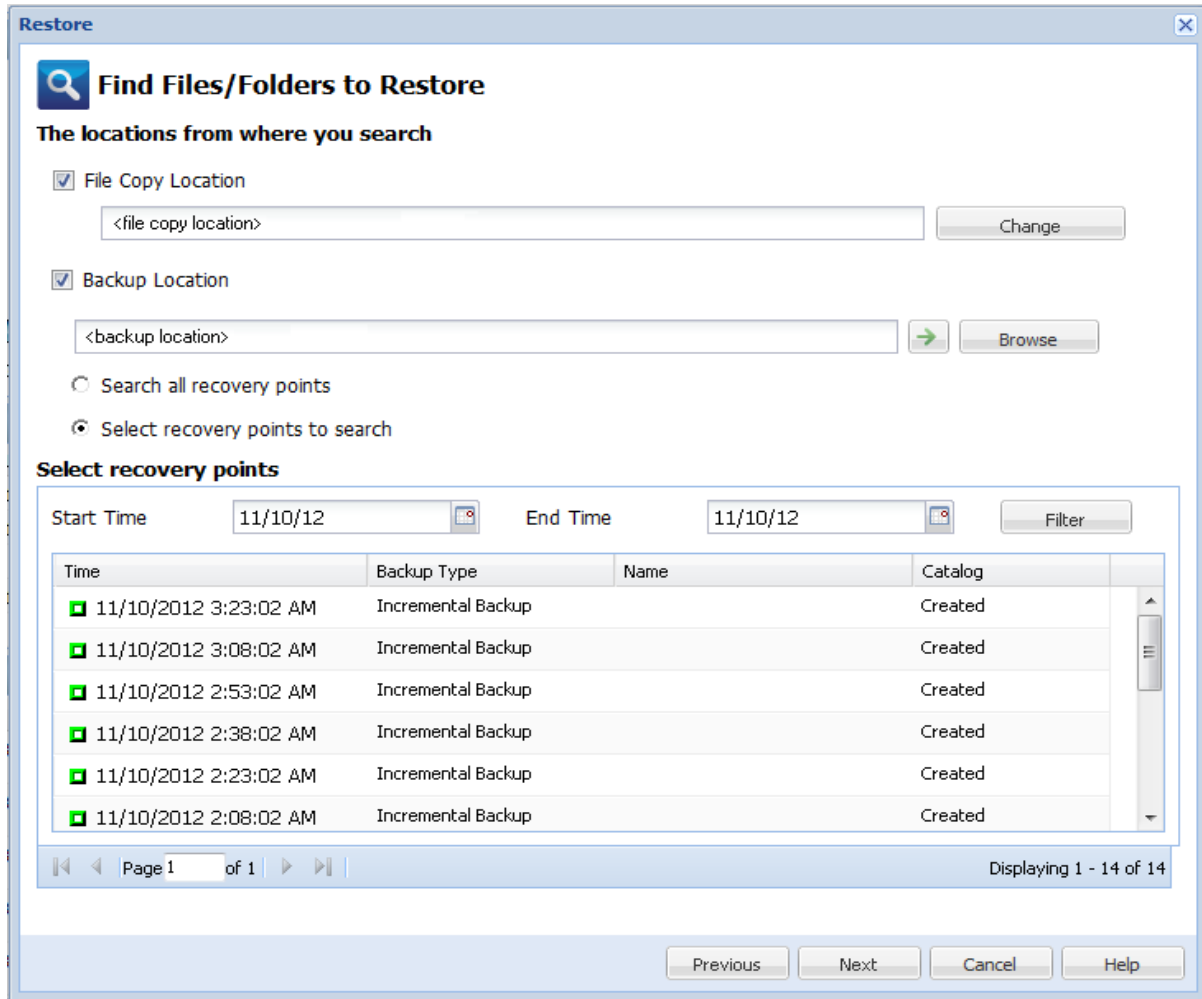 Restore
Find Files/Folders to Restore
The locations from where you search
File Copy Location
<file copy location>
Change
Backup Location
<backup location>
Browse
Search all recovery points
Select recovery points to search
Select recovery points
Start Time 11/10/12 End Time 11/10/12 Filter
Time Backup Type Name Catalog
11/10/2012 3:23:02 AM Incremental Backup Created
11/10/2012 3:08:02 AM Incremental Backup Created
11/10/2012 2:53:02 AM Incremental Backup Created
11/10/2012 2:38:02 AM Incremental Backup Created
11/10/2012 2:23:02 AM Incremental Backup Created
11/10/2012 2:08:02 AM Incremental Backup Created
Page 1 of 1 Displaying 1 - 14 of 14
Previous Next Cancel Help